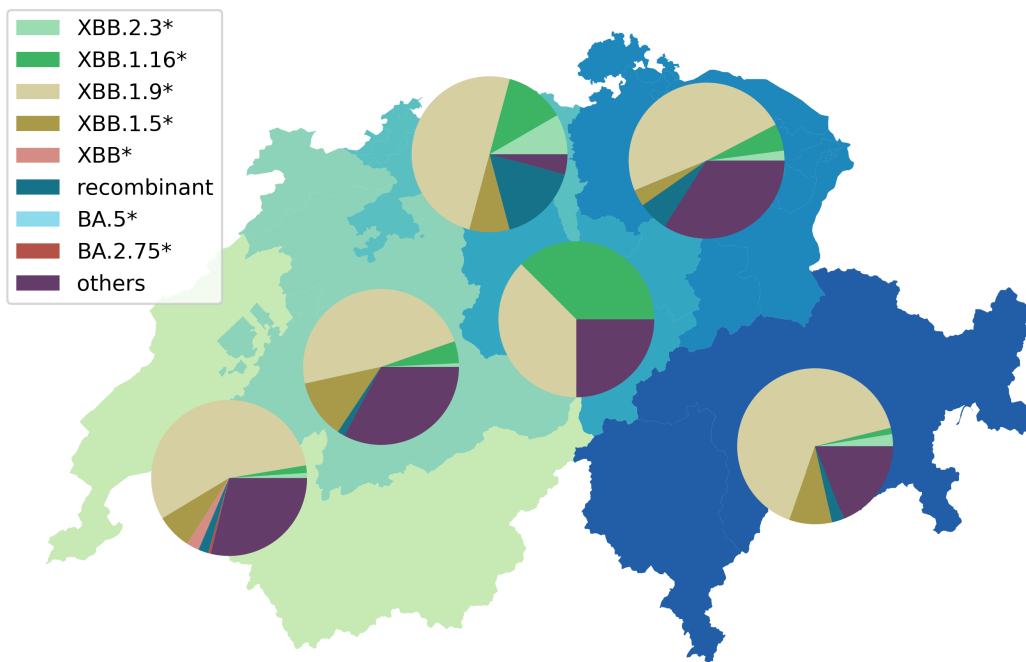 XBB.2.3*
XBB.1.16*
XBB.1.9*
XBB.1.5*
XBB*
recombinant
BA.5*
BA.2.75*
others